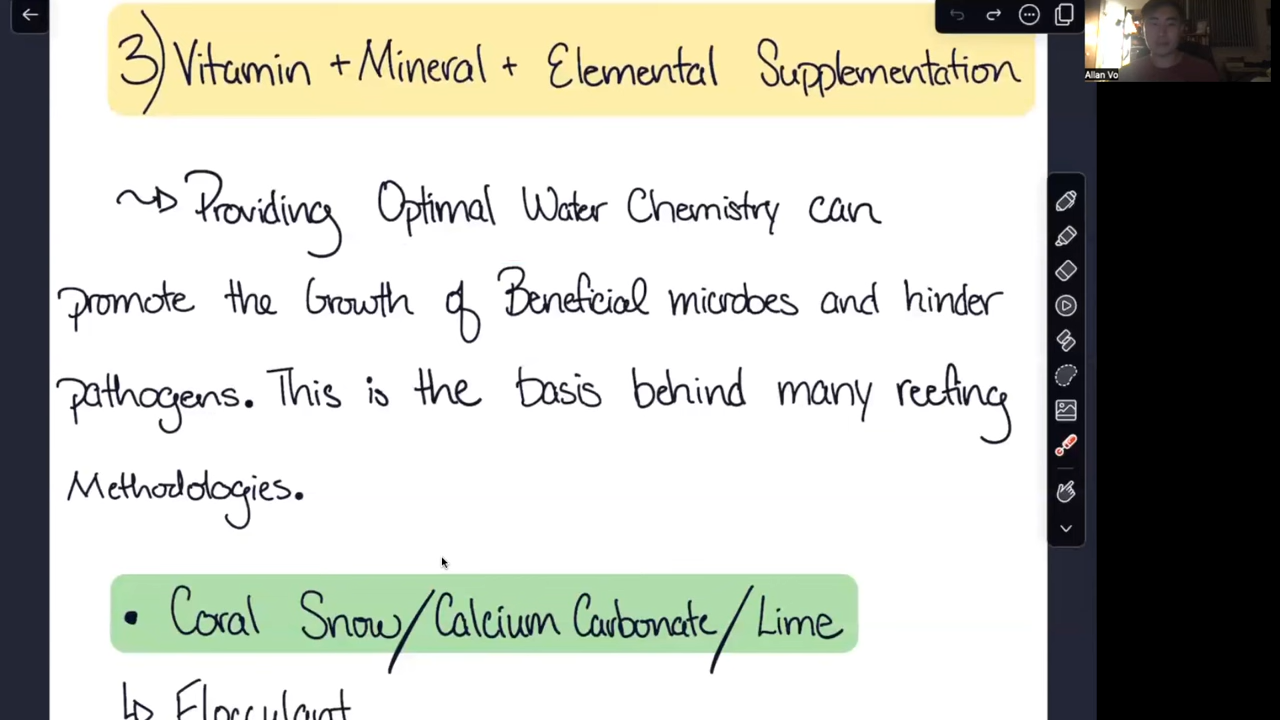 3) Vitamin + Mineral + Elemental Supplementation
Allan Vo
Providing Optimal Water Chemistry can
promote the Growth of Beneficial microbes and hinder
pathogens. This is the basis behind many reefing
Methodologies.
• Coral Snow/Calcium Carbonate/Lime
Flocculant